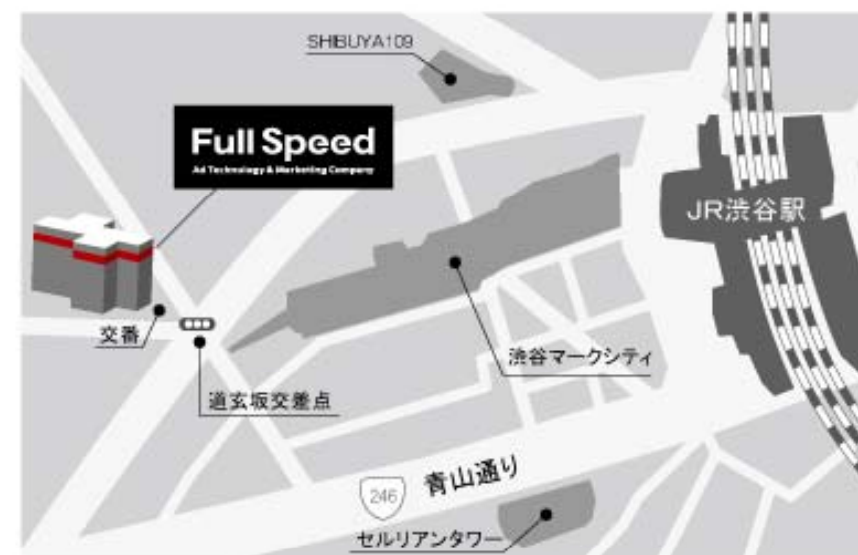 SHIBUYA109
Full Speed
Ad Technology & Marketing Company
JR渋谷駅
交番
渋谷マークシティ
道玄坂交差点
青山通り
246
セルリアンタワー